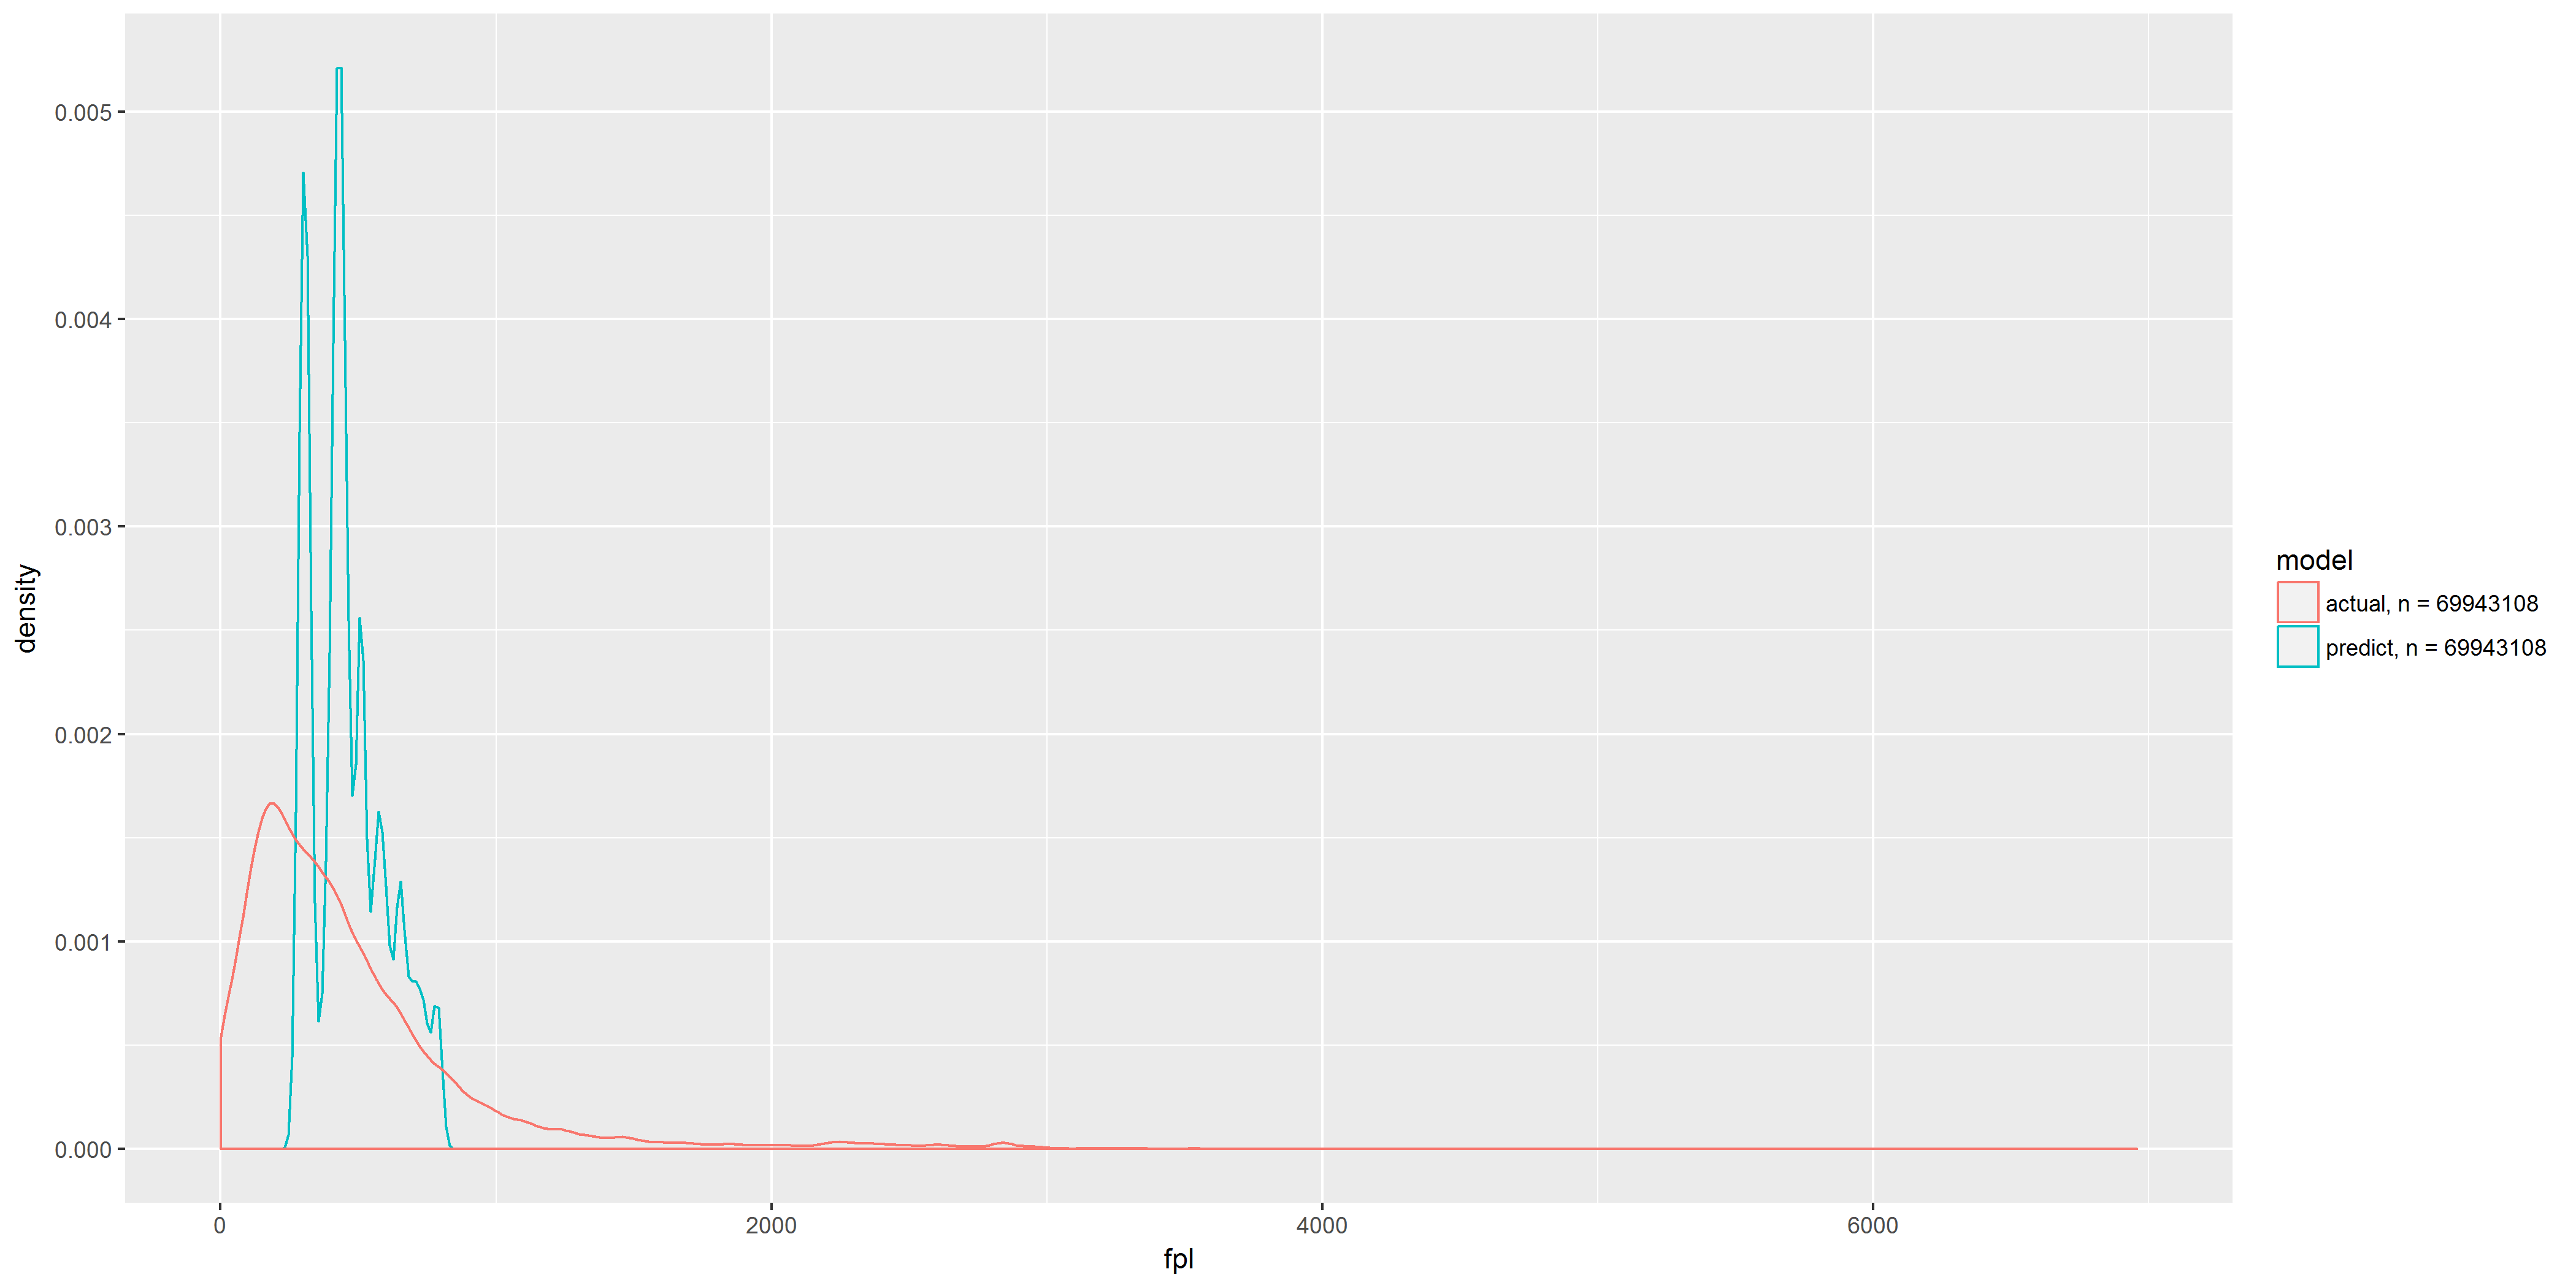 0.005
0.004
0.003
0.002
0.001
0.000
density
0
2000
4000
6000
fpl
model
actual, n = 69943108
predict, n = 69943108